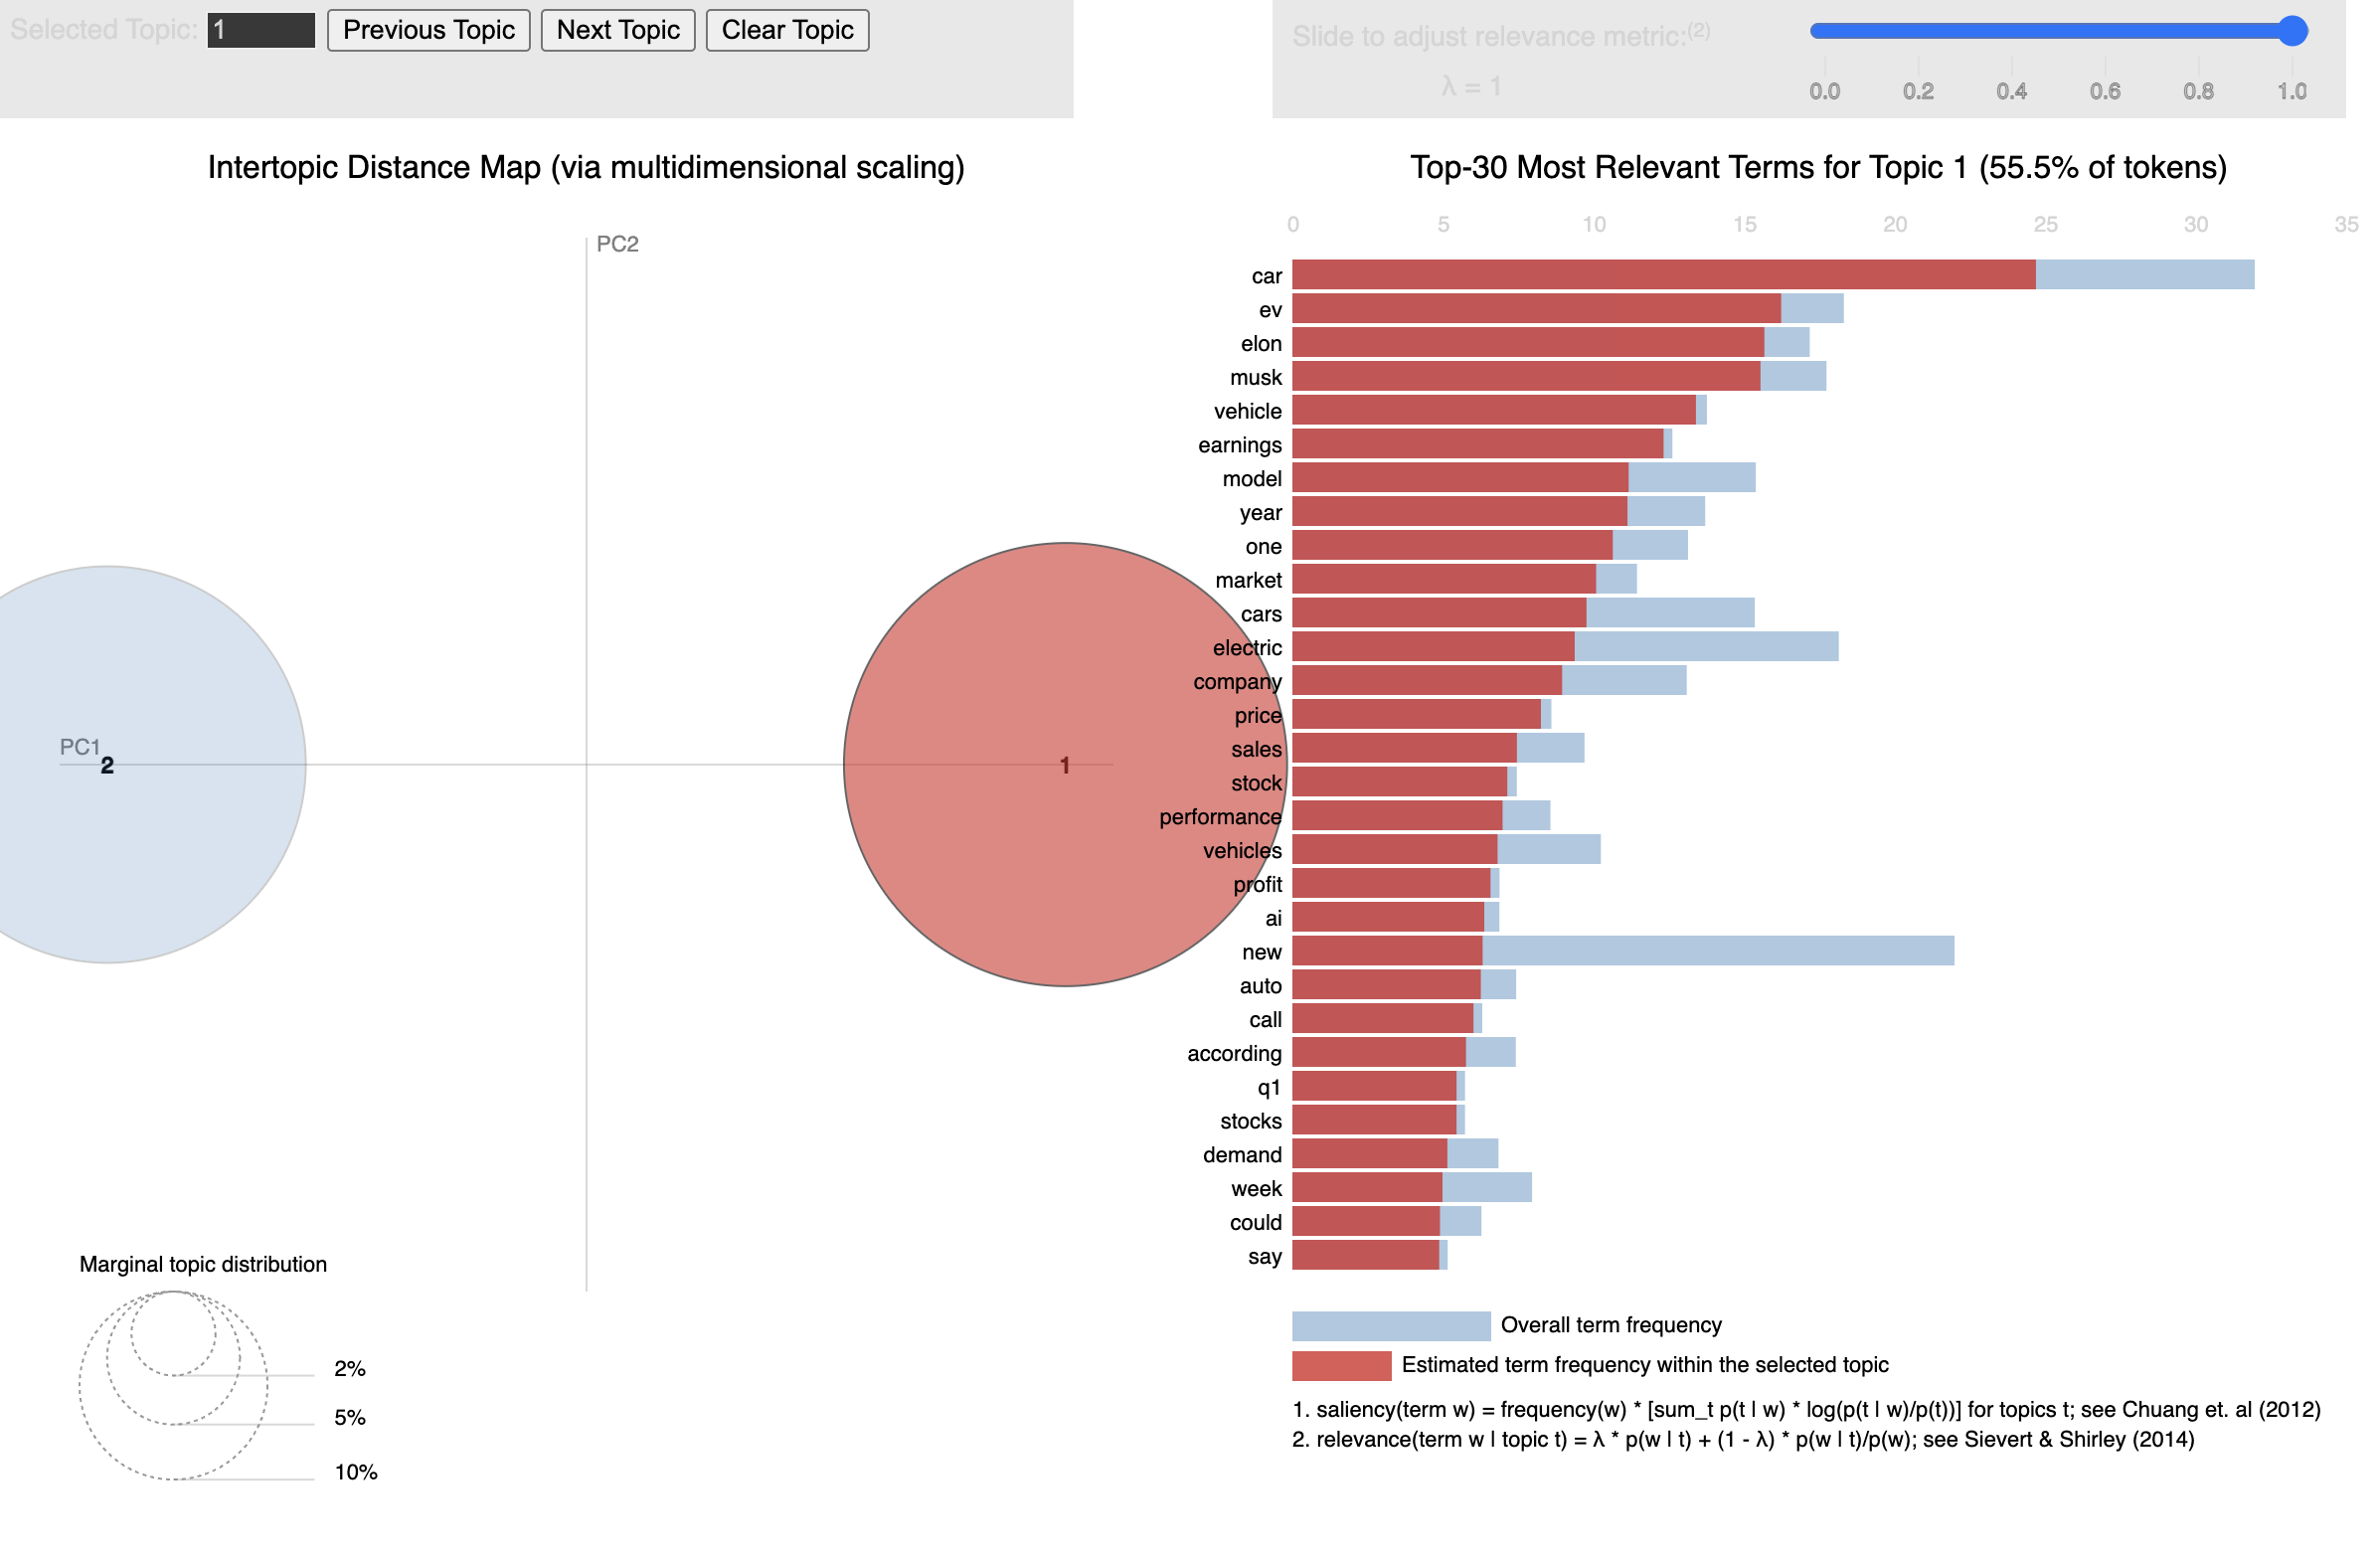 Selected Topic: 1 Previous Topic Next Topic Clear Topic
Slide to adjust relevance metric:(2)
λ = 1
0.0 0.2 0.4 0.6 0.8 1.0
Intertopic Distance Map (via multidimensional scaling)
PC2
PC1
2
1
Marginal topic distribution
2%
5%
10%
Top-30 Most Relevant Terms for Topic 1 (55.5% of tokens)
0 5 10 15 20 25 30 35
car
ev
elon
musk
vehicle
earnings
model
year
one
market
cars
electric
company
price
sales
stock
performance
vehicles
profit
ai
new
auto
call
according
q1
stocks
demand
week
could
say
Overall term frequency
Estimated term frequency within the selected topic
1. saliency(term w) = frequency(w) * [sum_t p(t | w) * log(p(t | w)/p(t))] for topics t; see Chuang et. al (2012)
2. relevance(term w | topic t) = λ * p(w | t) + (1 - λ) * p(w | t)/p(w); see Sievert & Shirley (2014)